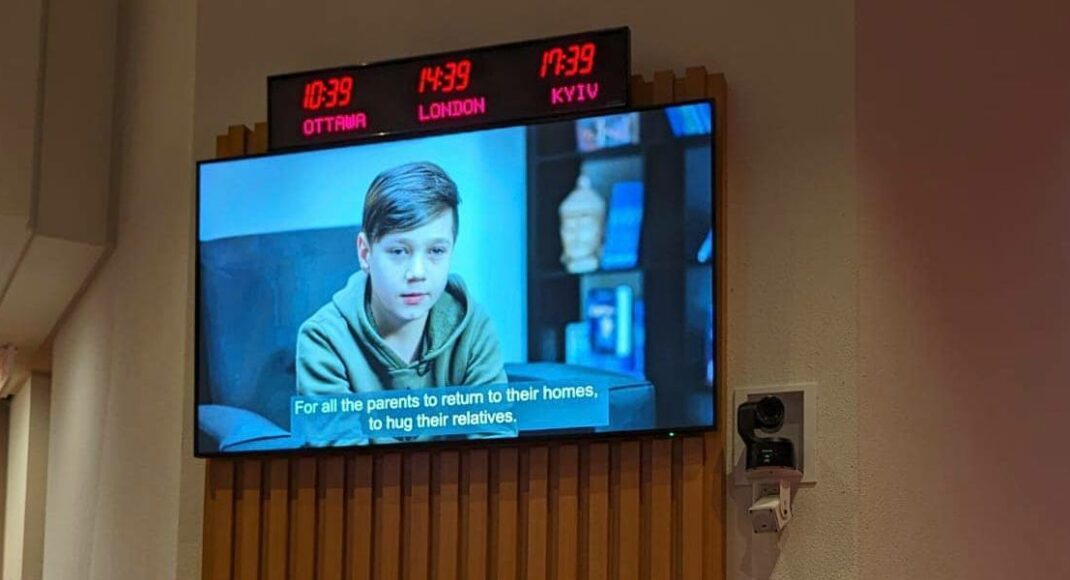 10:39 14:39 17:39
OTTAWA LONDON KYIV
For all the parents to return to their homes,
to hug their relatives.